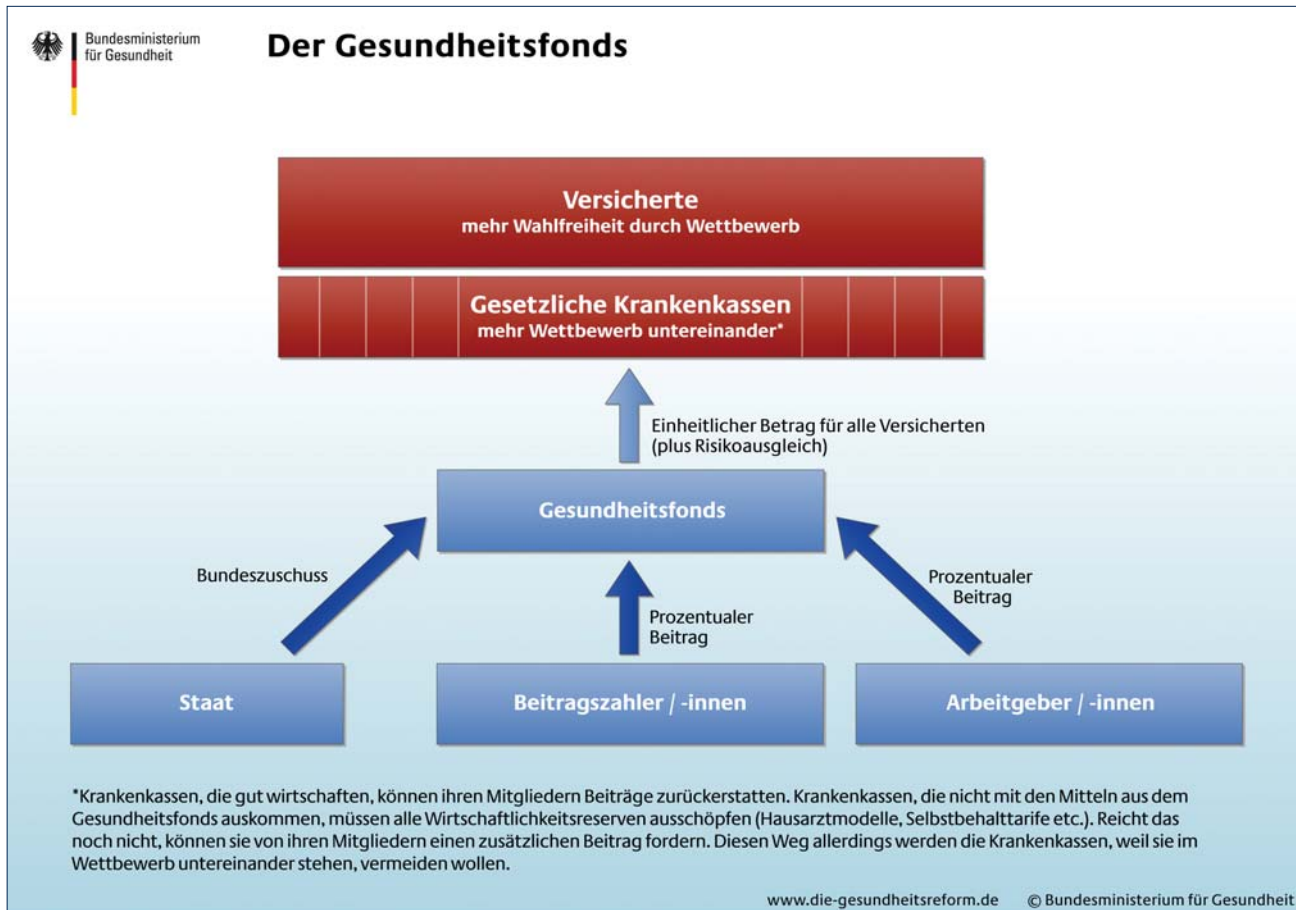 Bundesministerium
für Gesundheit
Der Gesundheitsfonds
Versicherte
mehr Wahlfreiheit durch Wettbewerb
Gesetzliche Krankenkassen
mehr Wettbewerb untereinander*
Einheitlicher Betrag für alle Versicherten
(plus Risikoausgleich)
Gesundheitsfonds
Bundeszuschuss
Prozentualer
Beitrag
Prozentualer
Beitrag
Staat
Beitragszahler / -innen
Arbeitgeber / -innen
*Krankenkassen, die gut wirtschaften, können ihren Mitgliedern Beiträge zurückerstatten. Krankenkassen, die nicht mit den Mitteln aus dem
Gesundheitsfonds auskommen, müssen alle Wirtschaftlichkeitsreserven ausschöpfen (Hausarztmodelle, Selbstbehalttarife etc.). Reicht das
noch nicht, können sie von ihren Mitgliedern einen zusätzlichen Beitrag fordern. Diesen Weg allerdings werden die Krankenkassen, weil sie im
Wettbewerb untereinander stehen, vermeiden wollen.
www.die-gesundheitsreform.de © Bundesministerium für Gesundheit